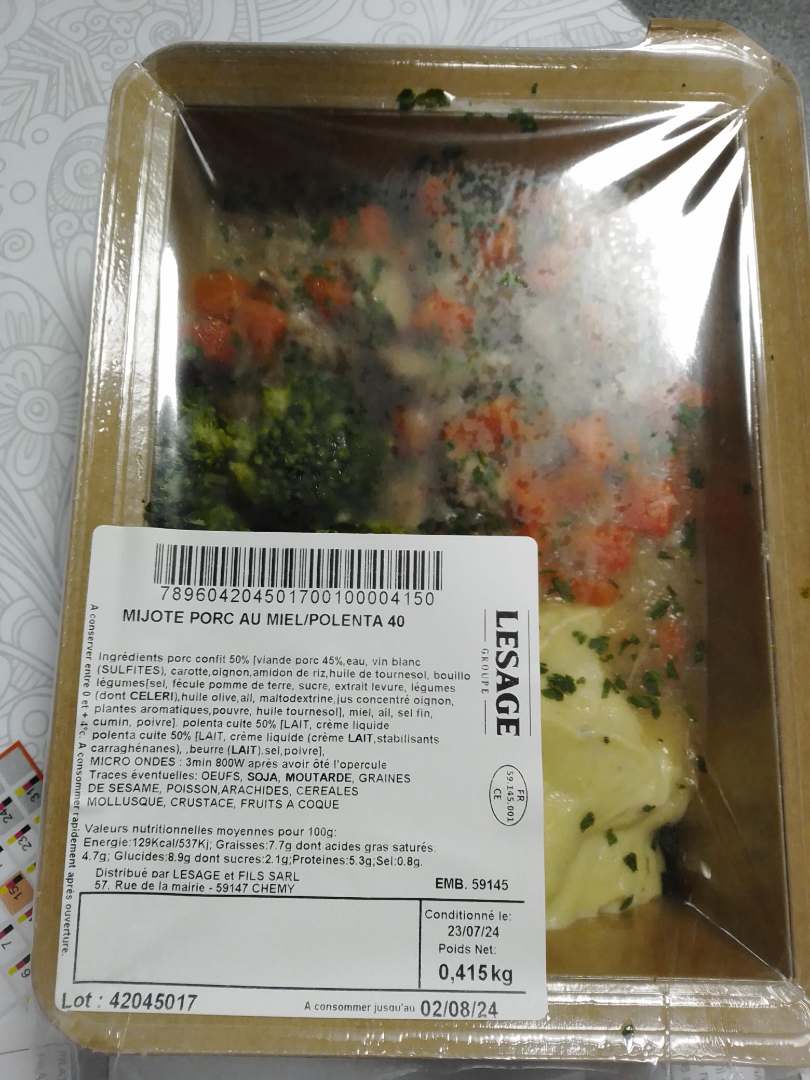 789604204501700100004150
MIJOTE PORC AU MIEL/POLENTA 40
LESAGE
GROUPE
Ingrédients porc confit 50% [viande porc 45%,eau, vin blanc
(SULFITES), carotte,oignon,amidon de riz,huile de tournesol, bouillo
légumes[sel, fécule pomme de terre, sucre, extrait levure, légumes
(dont CELERI),huile olive,ail, maltodextrine,jus concentré oignon,
plantes aromatiques,pouvre, huile tournesol], miel, ail, sel fin,
cumin, poivre]. polenta cuite 50% [LAIT, crème liquide
polenta cuite 50% [LAIT, crème liquide (crème LAIT,stabilisants
carraghénanes), ,beurre (LAIT),sel,poivre],
MICRO ONDES : 3min 800W après avoir ôté l'opercule
Traces éventuelles: OEUFS, SOJA, MOUTARDE, GRAINES
DE SESAME, POISSON,ARACHIDES, CEREALES
MOLLUSQUE, CRUSTACE, FRUITS A COQUE
FR
59.145.001
CE
Valeurs nutritionnelles moyennes pour 100g:
Energie:129Kcal/537Kj; Graisses:7.7g dont acides gras saturés:
4.7g; Glucides:8.9g dont sucres:2.1g;Proteines:5.3g;Sel:0.8g.
Distribué par LESAGE et FILS SARL
57, Rue de la mairie - 59147 CHEMY
EMB. 59145
A conserver entre 0 et + 4°c. A consommer rapidement après ouverture.
Conditionné le:
23/07/24
Poids Net:
0,415kg
Lot : 42045017
A consommer jusqu'au 02/08/24
31
24
23
15
7
6